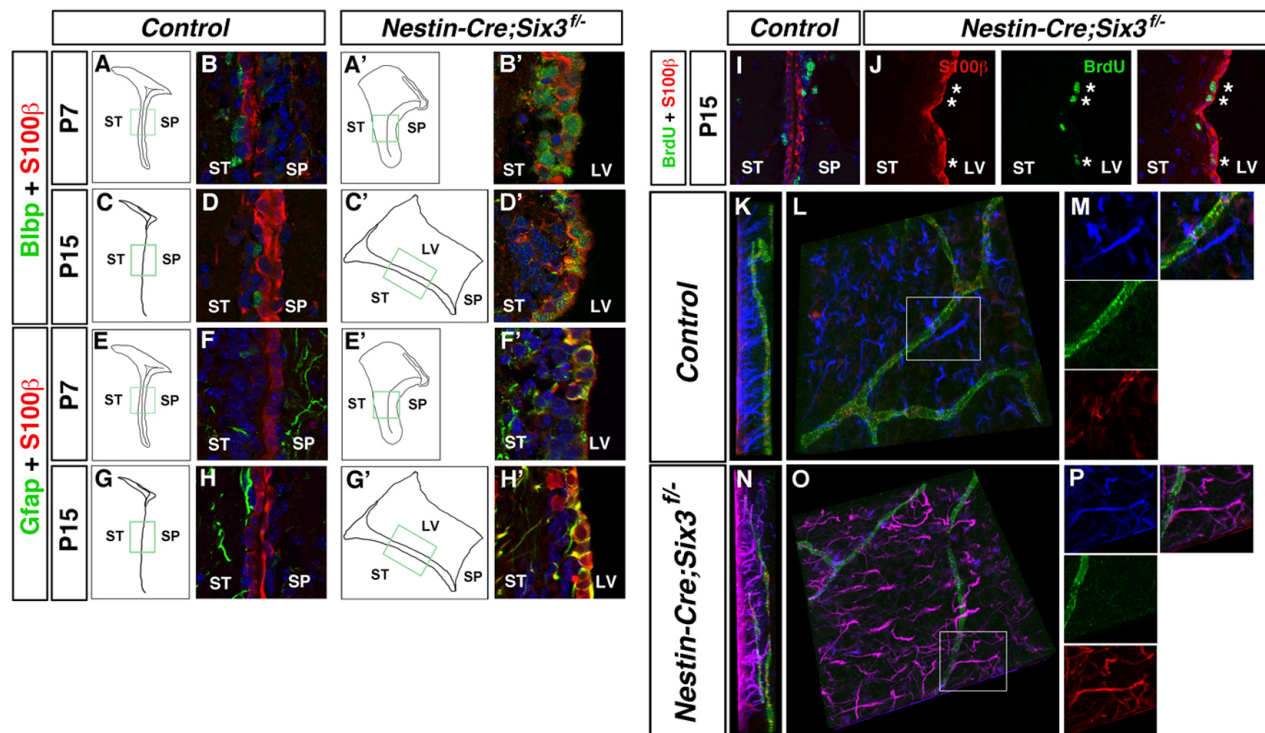 Control
Nestin-Cre;Six3f/-
Control
Nestin-Cre;Six3f/-
Blbp + S100β
P7
A
ST
SP
B
ST
SP
A'
ST
SP
B'
LV
P15
C
ST
SP
D
ST
SP
C'
LV
ST
SP
D'
ST
LV
Gfap + S100β
P7
E
ST
SP
F
ST
SP
E'
ST
SP
F'
ST
LV
P15
G
ST
SP
H
ST
SP
G'
LV
ST
SP
H'
ST
LV
BrdU + S100β
P15
I
ST
SP
J
S100β
*
*
*
ST
LV
BrdU
*
*
*
ST
LV
*
*
*
ST
LV
Control
K
L
M
Nestin-Cre;Six3f/-
N
O
P